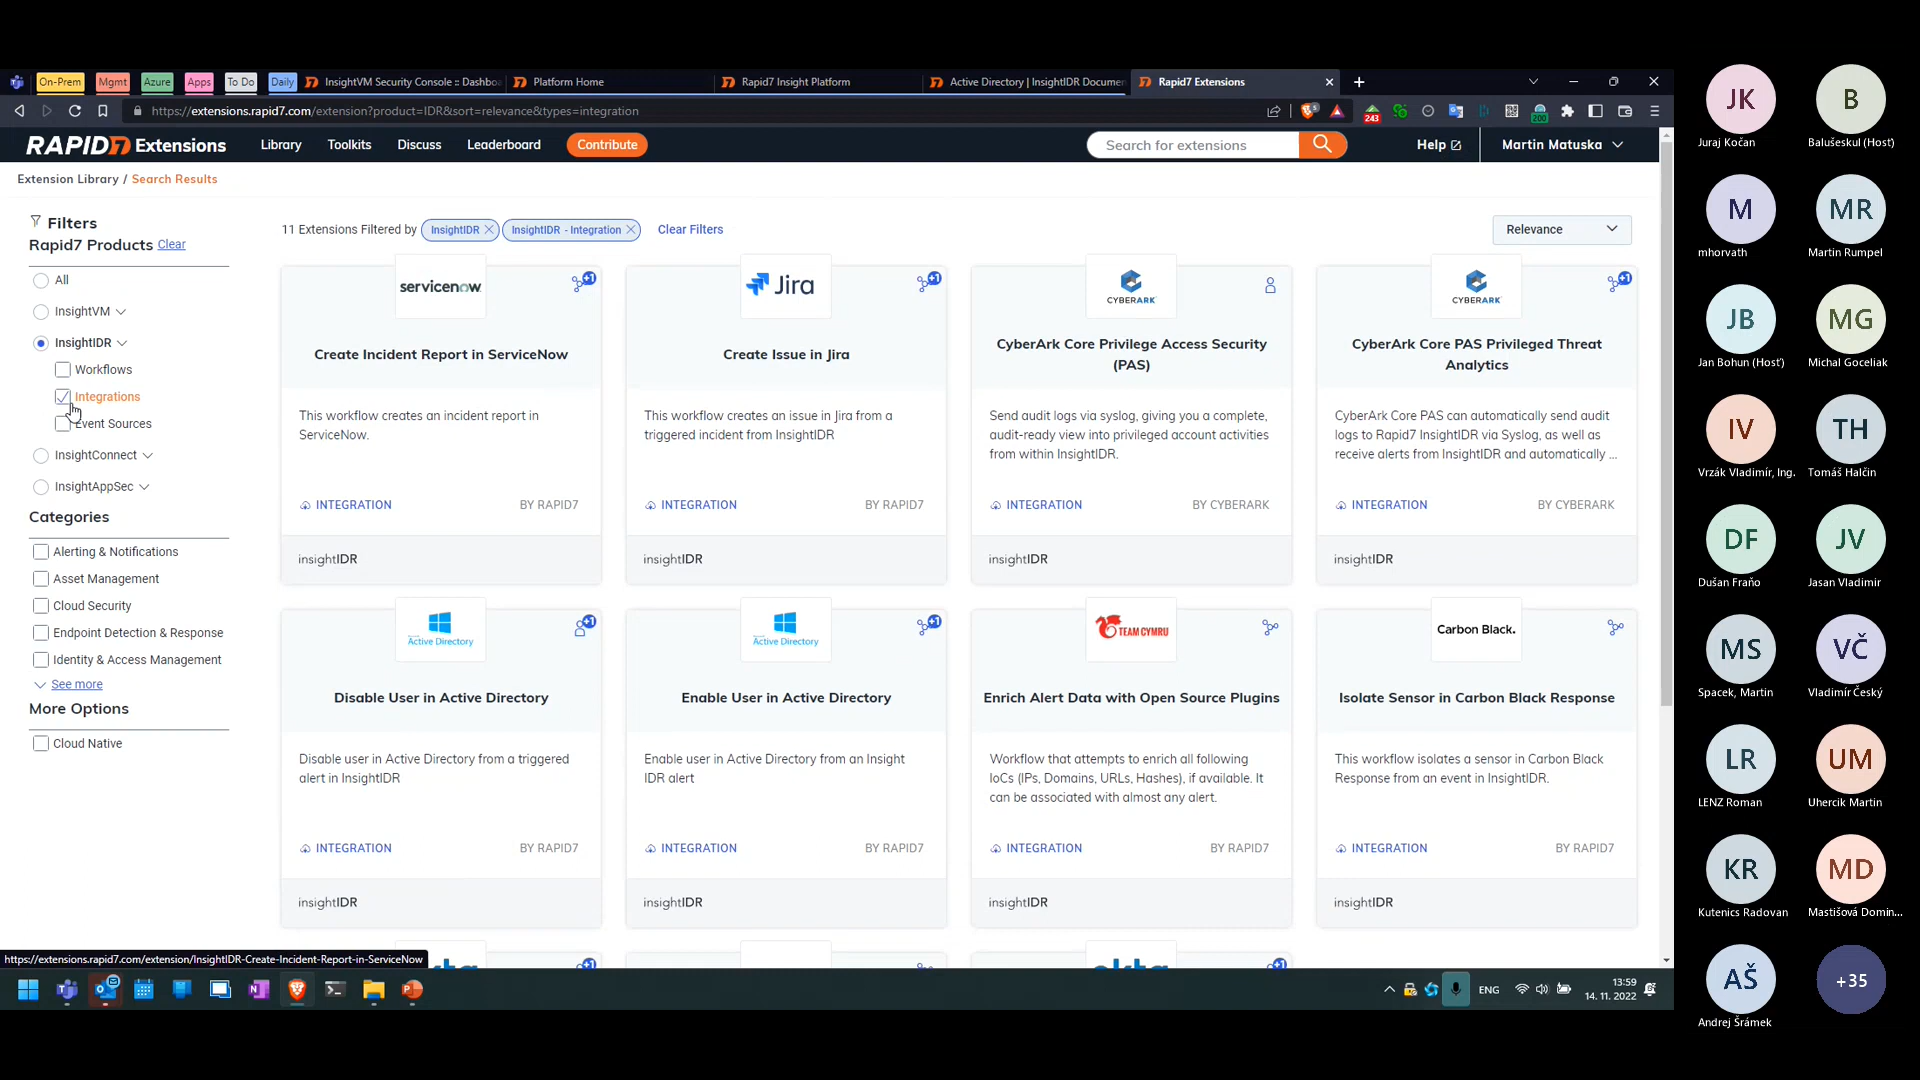 On-Prem
Mgmt
Azure
Apps
To Do
Daily
InsightVM Security Console :: Dashbo
Platform Home
Rapid7 Insight Platform
Active Directory | InsightIDR Documen
Rapid7 Extensions
https://extensions.rapid7.com/extension?product=IDR&sort=relevance&types=integration
5
243
200
RAPID7 Extensions
Library
Toolkits
Discuss
Leaderboard
Contribute
Search for extensions
Help
Martin Matuska
Extension Library / Search Results
Filters
Rapid7 Products Clear
All
InsightVM
InsightIDR
Workflows
Integrations
Event Sources
InsightConnect
InsightAppSec
Categories
Alerting & Notifications
Asset Management
Cloud Security
Endpoint Detection & Response
Identity & Access Management
See more
More Options
Cloud Native
11 Extensions Filtered by
InsightIDR
InsightIDR - Integration
Clear Filters
Relevance
servicenow
+1
Create Incident Report in ServiceNow
This workflow creates an incident report in
ServiceNow.
INTEGRATION
BY RAPID7
insightIDR
Jira
+1
Create Issue in Jira
This workflow creates an issue in Jira from a
triggered incident from InsightIDR
INTEGRATION
BY RAPID7
insightIDR
CYBERARK
CyberArk Core Privilege Access Security
(PAS)
Send audit logs via syslog, giving you a complete,
audit-ready view into privileged account activities
from within InsightIDR.
INTEGRATION
BY CYBERARK
insightIDR
CYBERARK
+1
CyberArk Core PAS Privileged Threat
Analytics
CyberArk Core PAS can automatically send audit
logs to Rapid7 InsightIDR via Syslog, as well as
receive alerts from InsightIDR and automatically ...
INTEGRATION
BY CYBERARK
insightIDR
Active Directory
+1
Disable User in Active Directory
Disable user in Active Directory from a triggered
alert in InsightIDR
INTEGRATION
BY RAPID7
insightIDR
Active Directory
+1
Enable User in Active Directory
Enable user in Active Directory from an Insight
IDR alert
INTEGRATION
BY RAPID7
insightIDR
TEAM CYMRU
Enrich Alert Data with Open Source Plugins
Workflow that attempts to enrich all following
IoCs (IPs, Domains, URLs, Hashes), if available. It
can be associated with almost any alert.
INTEGRATION
BY RAPID7
insightIDR
Carbon Black.
Isolate Sensor in Carbon Black Response
This workflow isolates a sensor in Carbon Black
Response from an event in InsightIDR.
INTEGRATION
BY RAPID7
insightIDR
+1
okta
+1
https://extensions.rapid7.com/extension/InsightIDR-Create-Incident-Report-in-ServiceNow
ENG
13:59
14. 11. 2022
JK
Juraj Kočan
B
Balušeskul (Hosť)
M
mhorvath
MR
Martin Rumpel
JB
Jan Bohun (Hosť)
MG
Michal Goceliak
IV
Vrzák Vladimír, Ing.
TH
Tomáš Halčin
DF
Dušan Fraňo
JV
Jasan Vladimir
MS
Spacek, Martin
VČ
Vladimír Český
LR
LENZ Roman
UM
Uhercik Martin
KR
Kutenics Radovan
MD
Mastišová Domin...
AŠ
Andrej Šrámek
+35